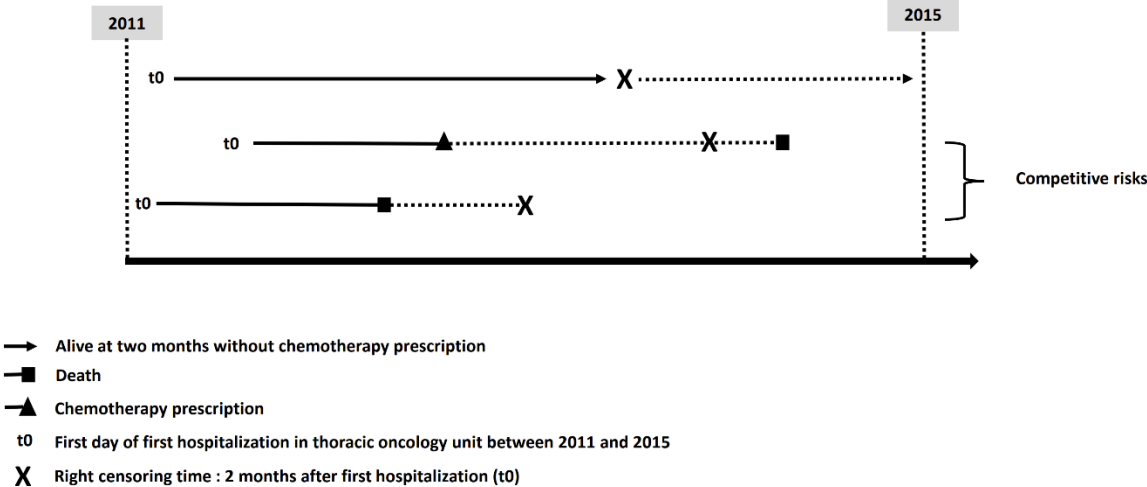 2011
2015
t0
X
t0
X
t0
X
Competitive risks
Alive at two months without chemotherapy prescription
Death
Chemotherapy prescription
t0 First day of first hospitalization in thoracic oncology unit between 2011 and 2015
X Right censoring time : 2 months after first hospitalization (t0)